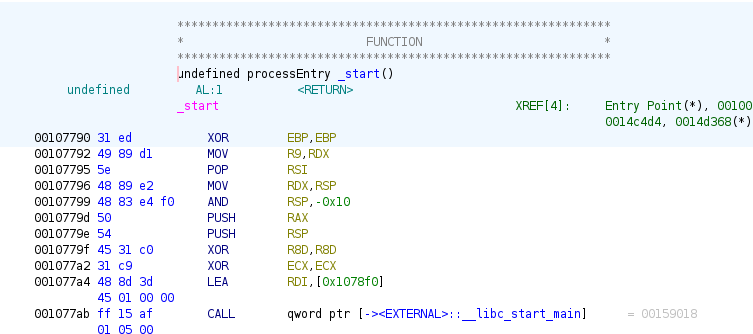 ************************************************************
* FUNCTION *
************************************************************
undefined processEntry _start()
undefined AL:1 <RETURN>
_start XREF[4]: Entry Point(*), 00100
0014c4d4, 0014d368(*)
00107790 31 ed XOR EBP,EBP
00107792 49 89 d1 MOV R9,RDX
00107795 5e POP RSI
00107796 48 89 e2 MOV RDX,RSP
00107799 48 83 e4 f0 AND RSP,-0x10
0010779d 50 PUSH RAX
0010779e 54 PUSH RSP
0010779f 45 31 c0 XOR R8D,R8D
001077a2 31 c9 XOR ECX,ECX
001077a4 48 8d 3d LEA RDI,[0x1078f0]
45 01 00 00
001077ab ff 15 af CALL qword ptr [-><EXTERNAL>::__libc_start_main] = 00159018
01 05 00